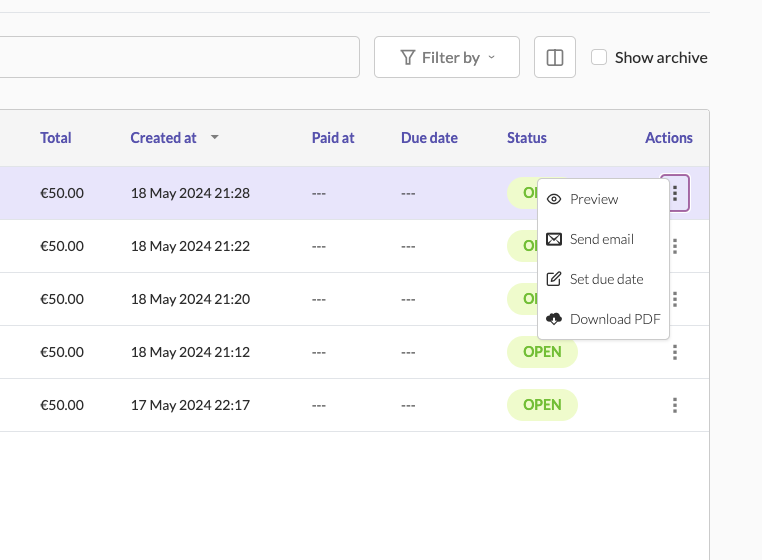 Filter by
Show archive
Total Created at Paid at Due date Status Actions
€50.00 18 May 2024 21:28 --- ---
Preview
€50.00 18 May 2024 21:22 --- ---
Send email
Set due date
€50.00 18 May 2024 21:20 --- ---
Download PDF
€50.00 18 May 2024 21:12 --- --- OPEN
€50.00 17 May 2024 22:17 --- --- OPEN